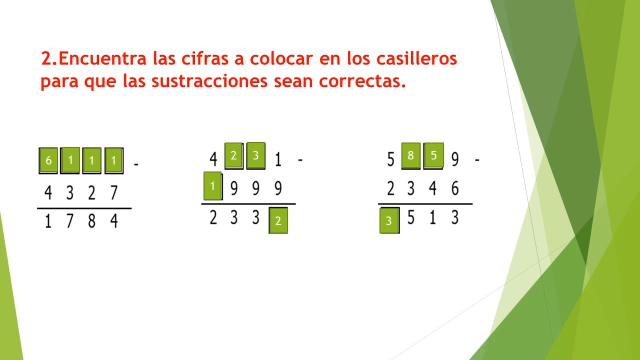 2.Encuentra las cifras a colocar en los casilleros
para que las sustracciones sean correctas.
6 1 1 1 -
4 3 2 7
1 7 8 4
4 2 3 1 -
1 9 9 9
2 3 3 2
5 8 5 9 -
2 3 4 6
3 5 1 3